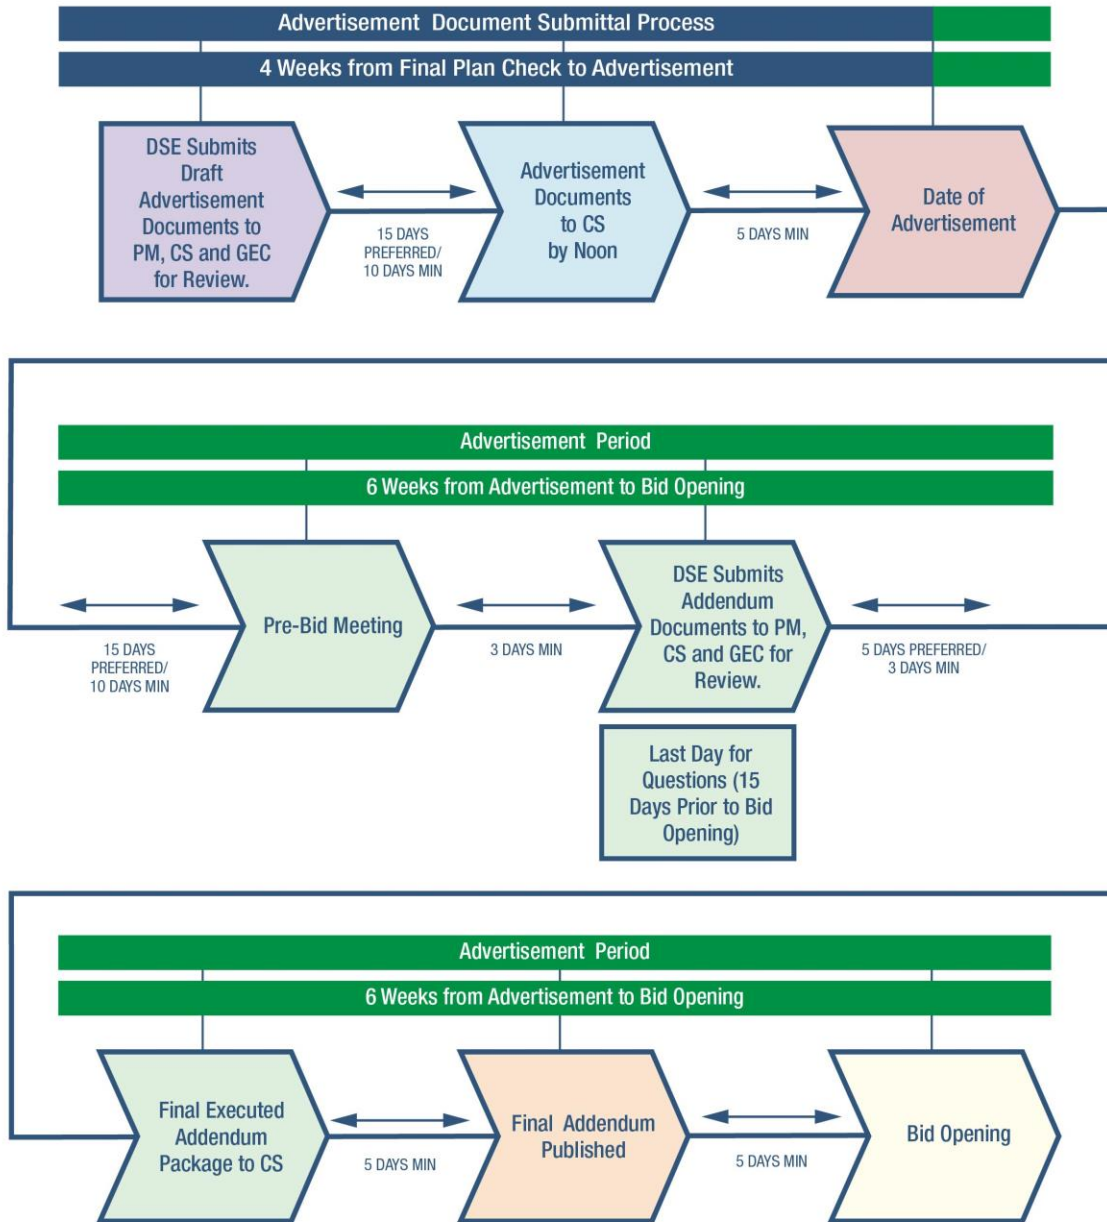 Advertisement Document Submittal Process
4 Weeks from Final Plan Check to Advertisement
DSE Submits
Draft
Advertisement
Documents to
PM, CS and GEC
for Review.
15 DAYS
PREFERRED/
10 DAYS MIN
Advertisement
Documents
to CS
by Noon
5 DAYS MIN
Date of
Advertisement
Advertisement Period
6 Weeks from Advertisement to Bid Opening
15 DAYS
PREFERRED/
10 DAYS MIN
Pre-Bid Meeting
3 DAYS MIN
DSE Submits
Addendum
Documents to PM,
CS and GEC for
Review.
5 DAYS PREFERRED/
3 DAYS MIN
Last Day for
Questions (15
Days Prior to Bid
Opening)
Advertisement Period
6 Weeks from Advertisement to Bid Opening
Final Executed
Addendum
Package to CS
5 DAYS MIN
Final Addendum
Published
5 DAYS MIN
Bid Opening